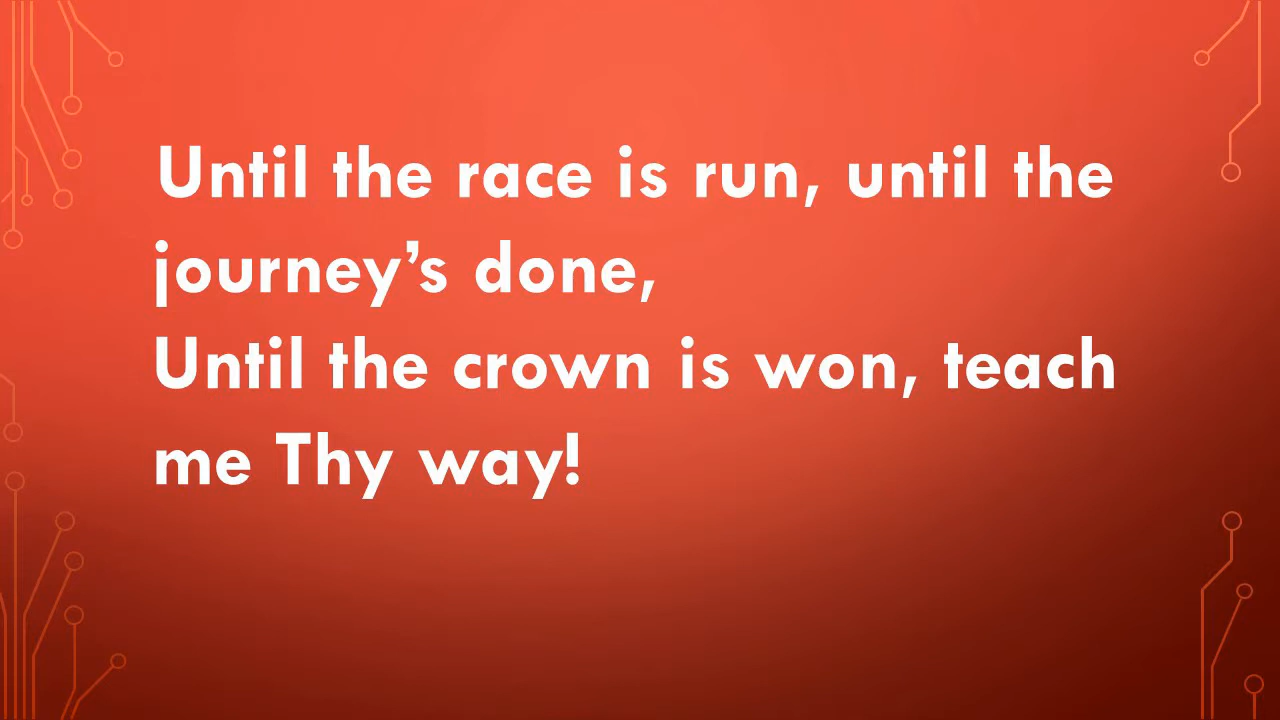 Until the race is run, until the
journey’s done,
Until the crown is won, teach
me Thy way!